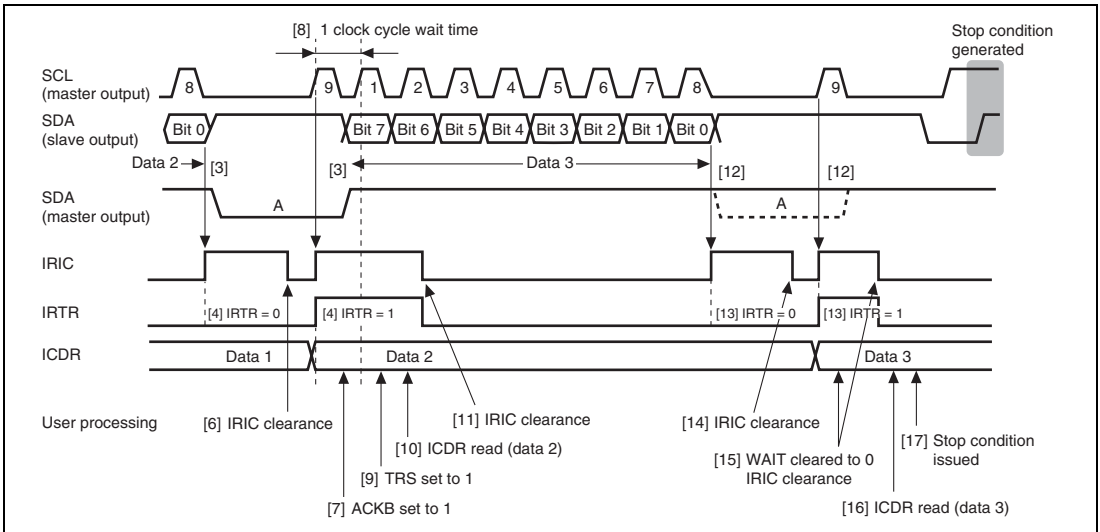 [8] 1 clock cycle wait time
Stop condition
generated
SCL
(master output)
8 9 1 2 3 4 5 6 7 8 9
SDA
(slave output)
Bit 0 Bit 7 Bit 6 Bit 5 Bit 4 Bit 3 Bit 2 Bit 1 Bit 0
Data 2 [3] [3] Data 3 [12] [12]
SDA
(master output)
A A
IRIC
IRTR
[4] IRTR = 0 [4] IRTR = 1 [13] IRTR = 0 [13] IRTR = 1
ICDR
Data 1 Data 2 Data 3
User processing
[6] IRIC clearance
[11] IRIC clearance
[14] IRIC clearance
[10] ICDR read (data 2)
[17] Stop condition
issued
[15] WAIT cleared to 0
IRIC clearance
[9] TRS set to 1
[7] ACKB set to 1
[16] ICDR read (data 3)